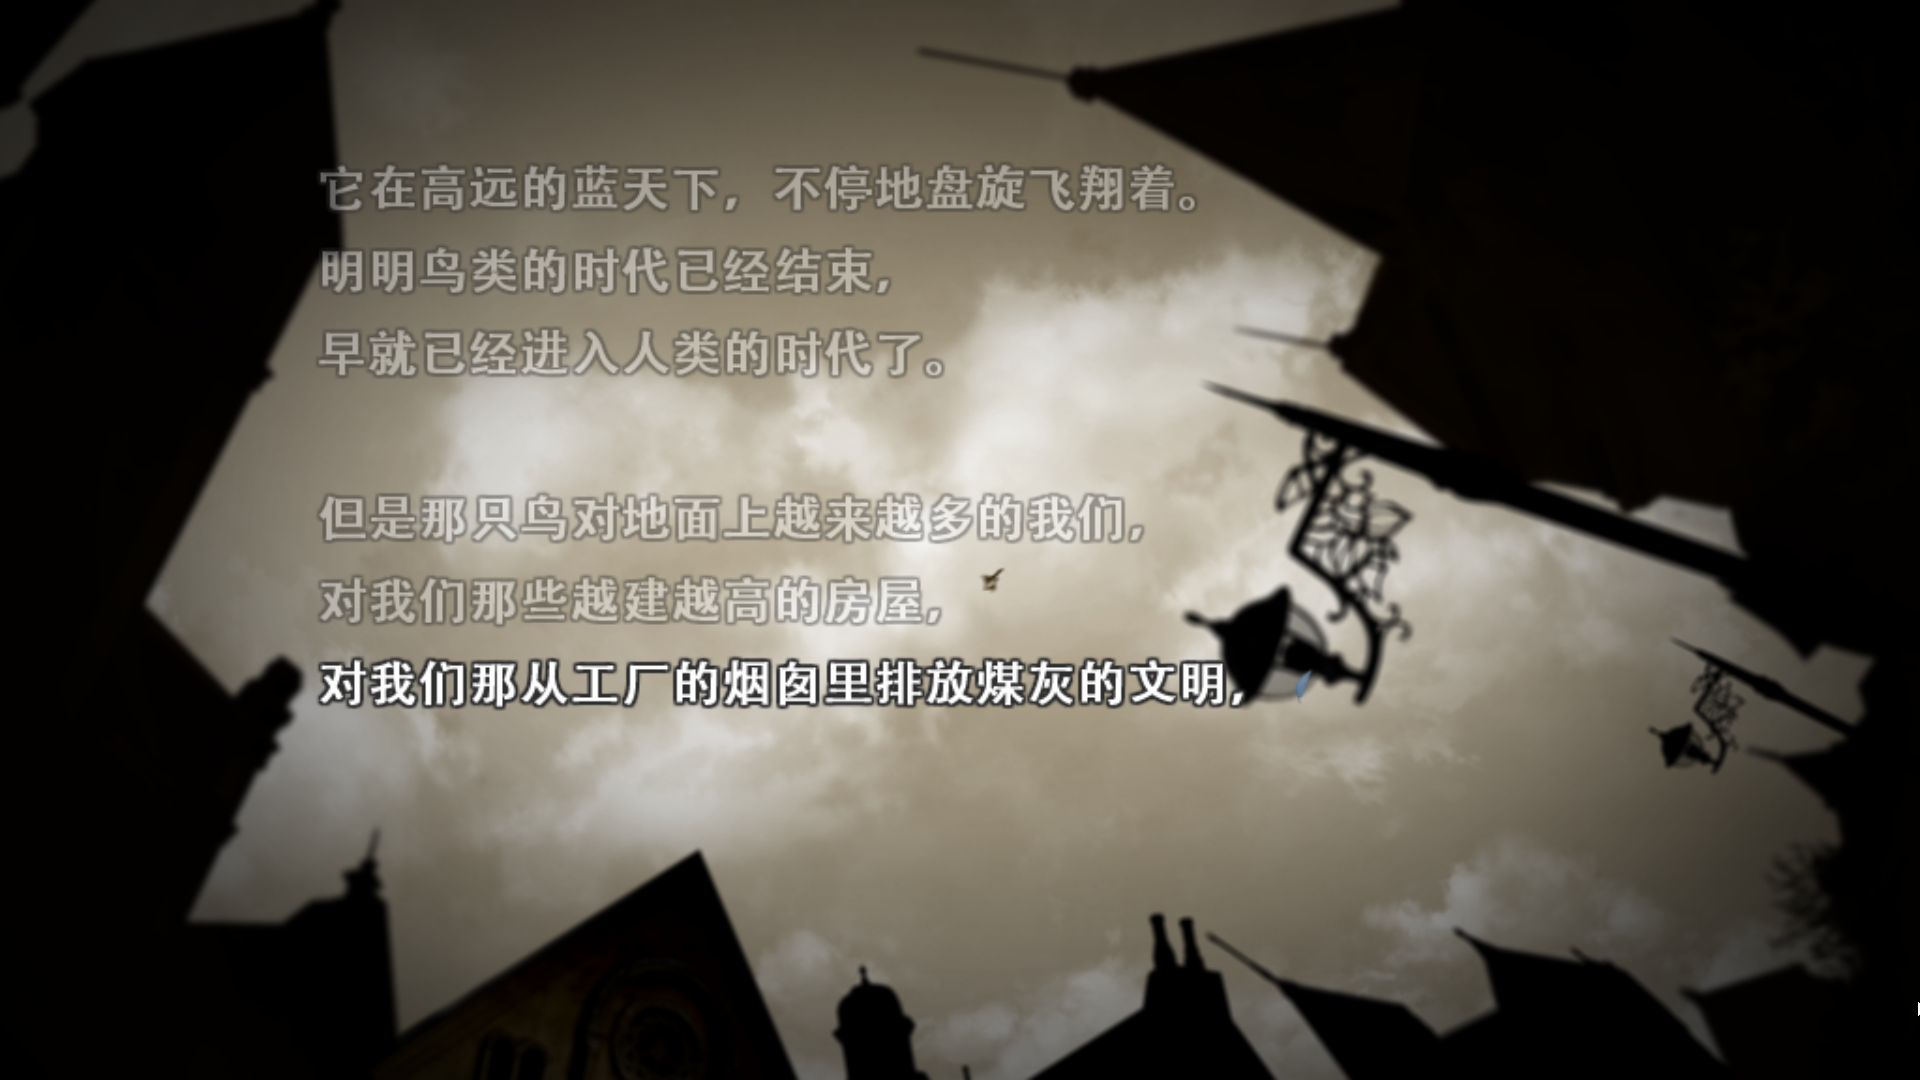 它在高远的蓝天下，不停地盘旋飞翔着。
明明鸟类的时代已经结束，
早就已经进入人类的时代了。
但是那只鸟对地面上越来越多的我们，
对我们那些越建越高的房屋，
对我们那从工厂的烟囱里排放煤灰的文明，